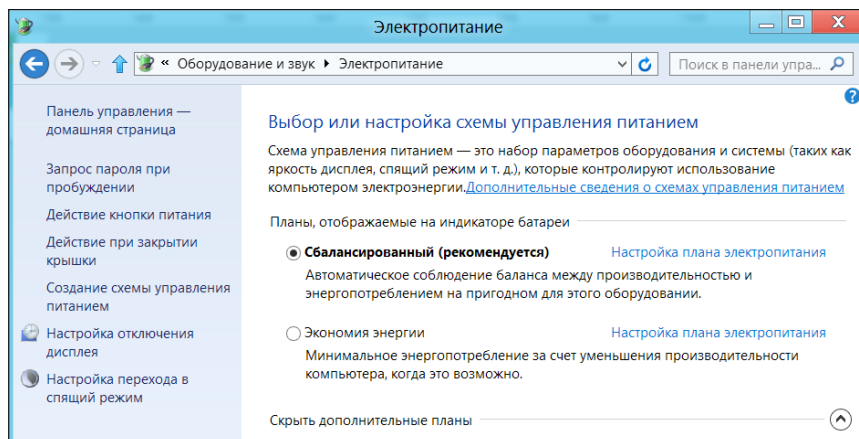 Электропитание
« Оборудование и звук ▸ Электропитание
Поиск в панели упра...
Панель управления —
домашняя страница
Запрос пароля при
пробуждении
Действие кнопки питания
Действие при закрытии
крышки
Создание схемы управления
питанием
Настройка отключения
дисплея
Настройка перехода в
спящий режим
Выбор или настройка схемы управления питанием
Схема управления питанием — это набор параметров оборудования и системы (таких как
яркость дисплея, спящий режим и т. д.), которые контролируют использование
компьютером электроэнергии.Дополнительные сведения о схемах управления питанием
Планы, отображаемые на индикаторе батареи
Сбалансированный (рекомендуется) Настройка плана электропитания
Автоматическое соблюдение баланса между производительностью и
энергопотреблением на пригодном для этого оборудовании.
Экономия энергии Настройка плана электропитания
Минимальное энергопотребление за счет уменьшения производительности
компьютера, когда это возможно.
Скрыть дополнительные планы